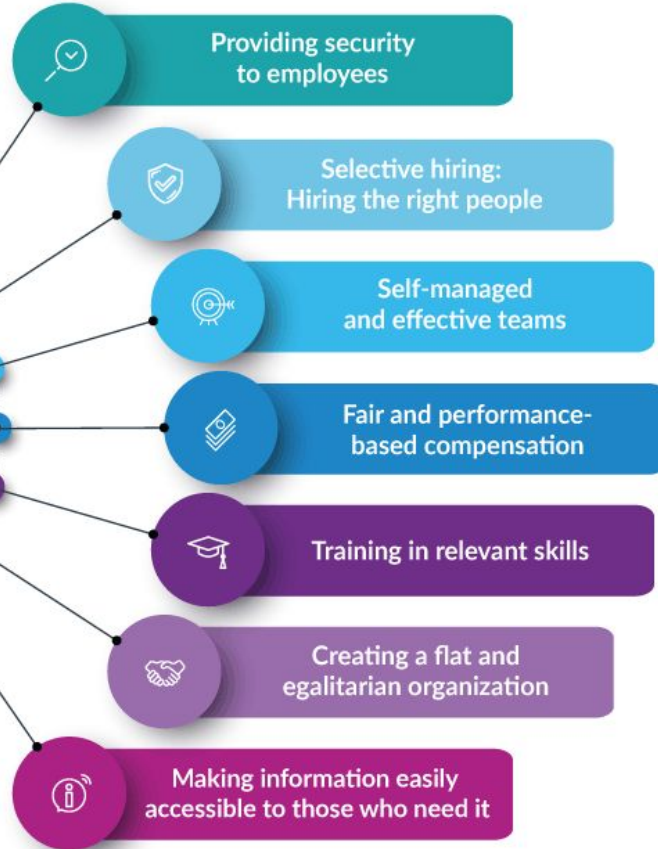 Providing security
to employees
Selective hiring:
Hiring the right people
Self-managed
and effective teams
Fair and performance-
based compensation
Training in relevant skills
Creating a flat and
egalitarian organization
Making information easily
accessible to those who need it